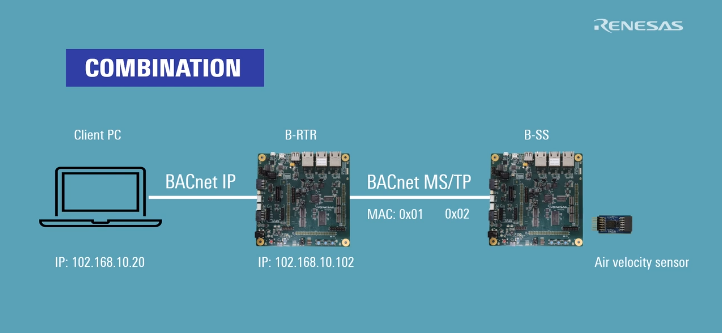 RENESAS
COMBINATION
Client PC
B-RTR
B-SS
BACnet IP
BACnet MS/TP
MAC: 0x01
0x02
IP: 102.168.10.20
IP: 102.168.10.102
Air velocity sensor